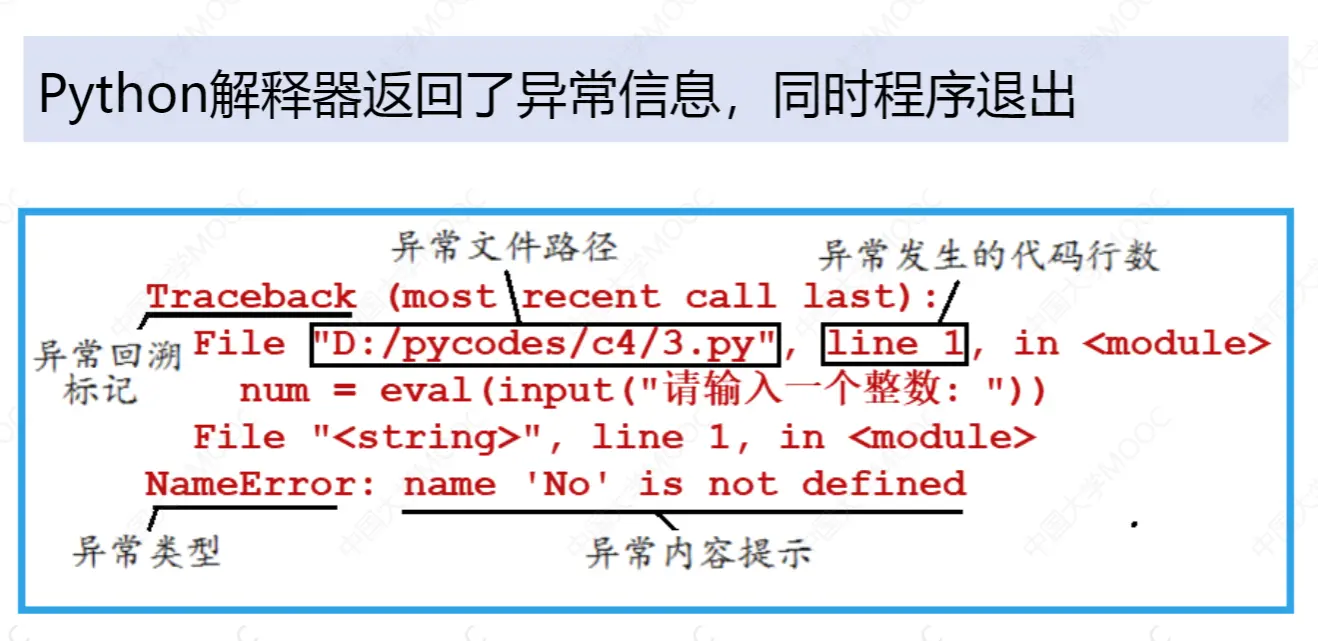 Python解释器返回了异常信息，同时程序退出
异常文件路径
异常发生的代码行数
Traceback (most recent call last):
异常回溯
标记
File "D:/pycodes/c4/3.py", line 1, in <module>
num = eval(input("请输入一个整数: "))
File "<string>", line 1, in <module>
NameError: name 'No' is not defined
异常类型
异常内容提示
中国大学MOOC